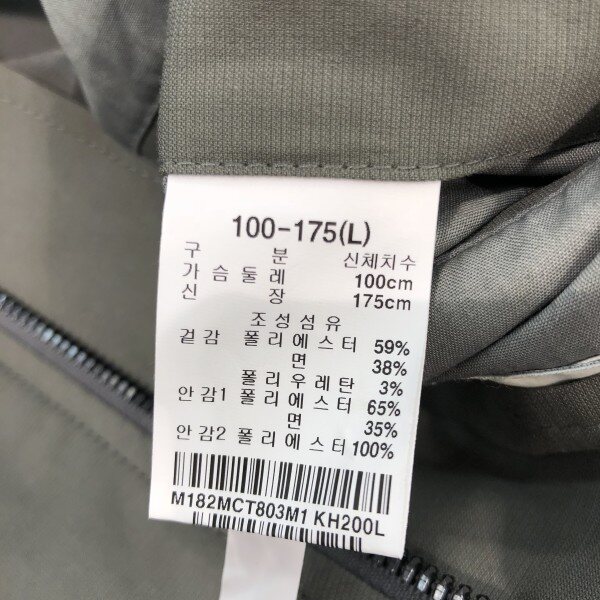 100-175(L)
구 분 신체치수
가슴둘레 100cm
신 장 175cm
조성섬유
겉감 폴리에스터 59%
면 38%
폴리우레탄 3%
안감1 폴리에스터 65%
면 35%
안감2 폴리에스터 100%
M182MCT803M1 KH200L